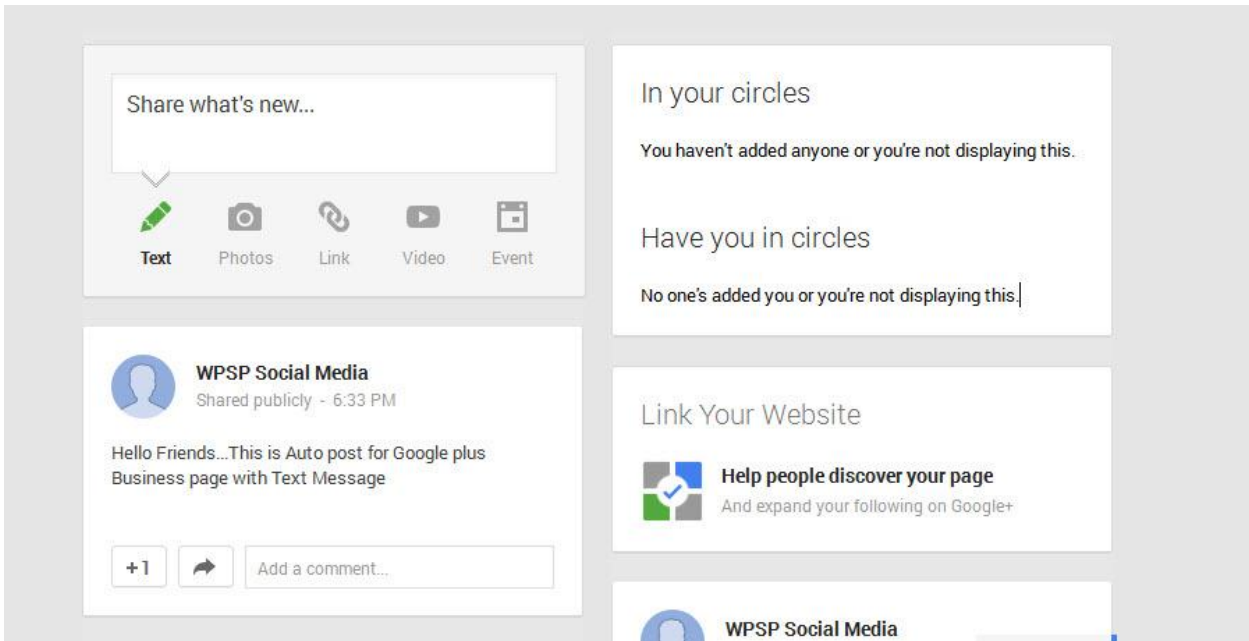 Share what's new...
Text
Photos
Link
Video
Event
WPSP Social Media
Shared publicly - 6:33 PM
Hello Friends...This is Auto post for Google plus
Business page with Text Message
+1
Add a comment...
In your circles
You haven't added anyone or you're not displaying this.
Have you in circles
No one's added you or you're not displaying this.
Link Your Website
Help people discover your page
And expand your following on Google+
WPSP Social Media